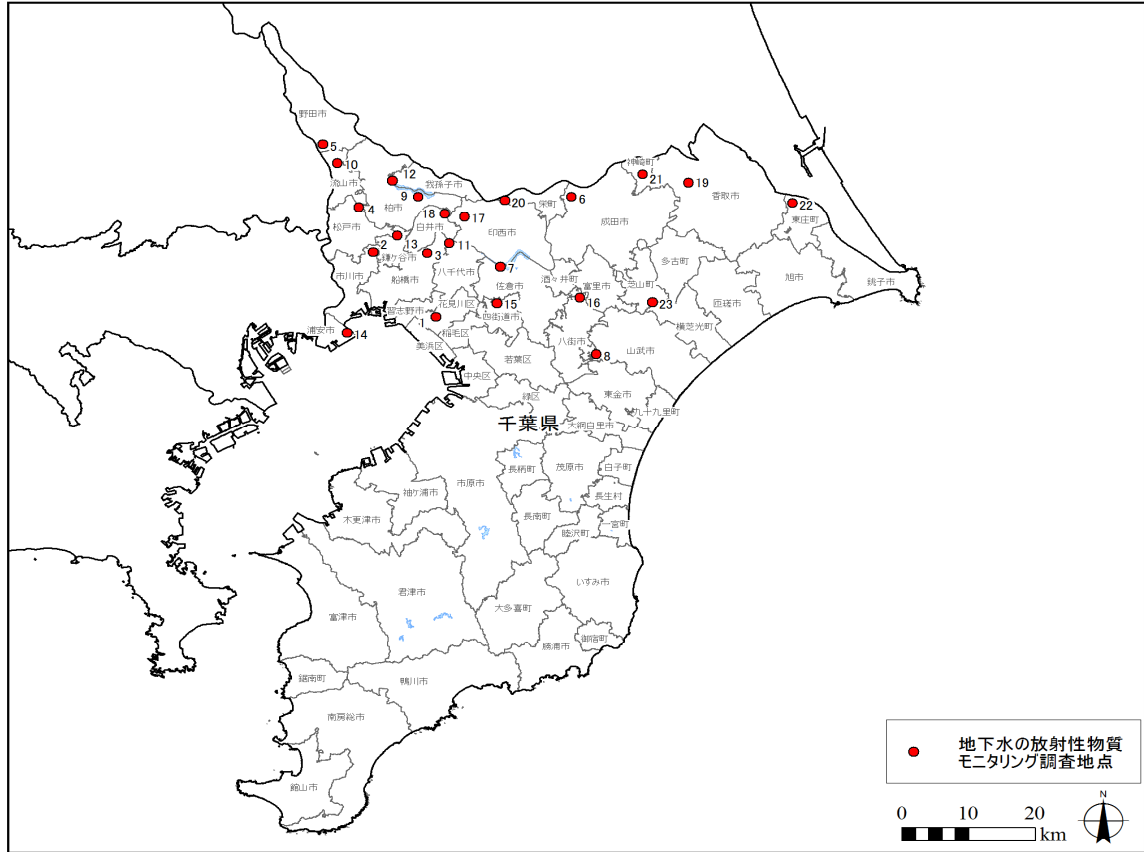 野田市
5
10
流山市
12
我孫子市
9
柏市
4
松戸市
18
白井市
17
20
栄町
6
印西市
成田市
神崎町
21
19
香取市
22
東庄町
2
13
鎌ケ谷市
3
11
市川市
船橋市
八千代市
7
佐倉市
酒々井町
富里市
16
芝山町
多古町
23
旭市
銚子市
匝瑳市
横芝光町
習志野市
花見川区
15
四街道市
1
稲毛区
美浜区
浦安市
14
若葉区
八街市
8
山武市
中央区
緑区
東金市
九十九里町
大網白里市
千葉県
市原市
長柄町
茂原市
白子町
袖ケ浦市
長生村
木更津市
長南町
一宮町
睦沢町
いすみ市
君津市
大多喜町
富津市
御宿町
勝浦市
鋸南町
鴨川市
南房総市
館山市
地下水の放射性物質
モニタリング調査地点
N
0 10 20
km